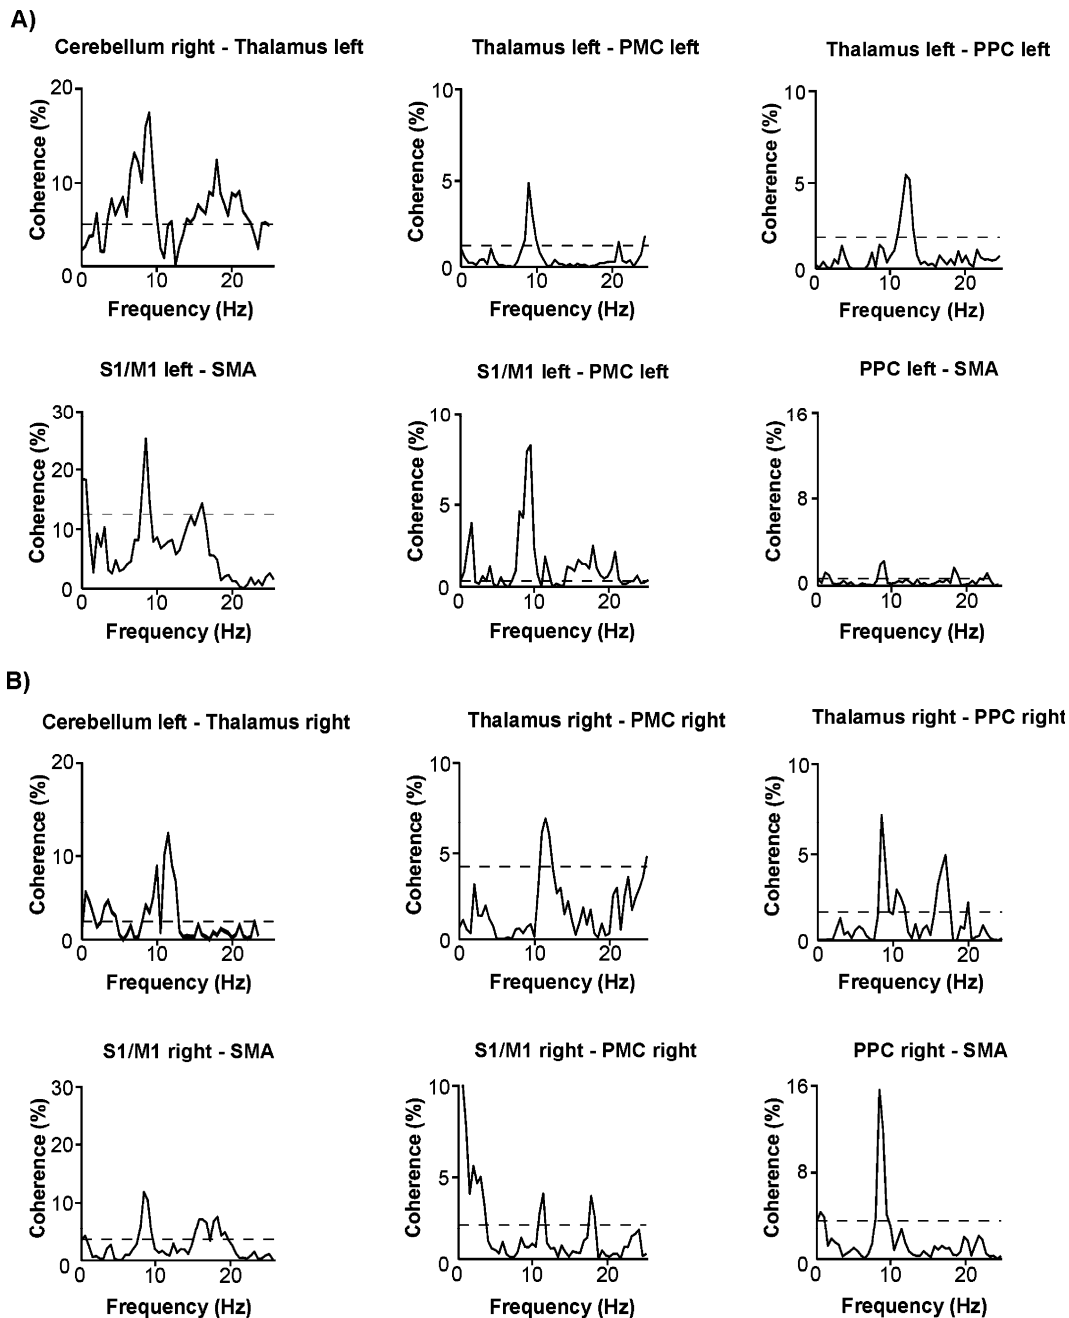 A)
Cerebellum right - Thalamus left
Thalamus left - PMC left
Thalamus left - PPC left
Coherence (%)
20
10
0
0
10
20
Frequency (Hz)
Coherence (%)
10
5
0
0
10
20
Frequency (Hz)
Coherence (%)
10
5
0
0
10
20
Frequency (Hz)
S1/M1 left - SMA
S1/M1 left - PMC left
PPC left - SMA
Coherence (%)
30
20
10
0
0
10
20
Frequency (Hz)
Coherence (%)
10
5
0
0
10
20
Frequency (Hz)
Coherence (%)
16
8
0
0
10
20
Frequency (Hz)
B)
Cerebellum left - Thalamus right
Thalamus right - PMC right
Thalamus right - PPC right
Coherence (%)
20
10
0
0
10
20
Frequency (Hz)
Coherence (%)
10
5
0
0
10
20
Frequency (Hz)
Coherence (%)
10
5
0
0
10
20
Frequency (Hz)
S1/M1 right - SMA
S1/M1 right - PMC right
PPC right - SMA
Coherence (%)
30
20
10
0
0
10
20
Frequency (Hz)
Coherence (%)
10
5
0
0
10
20
Frequency (Hz)
Coherence (%)
16
8
0
0
10
20
Frequency (Hz)